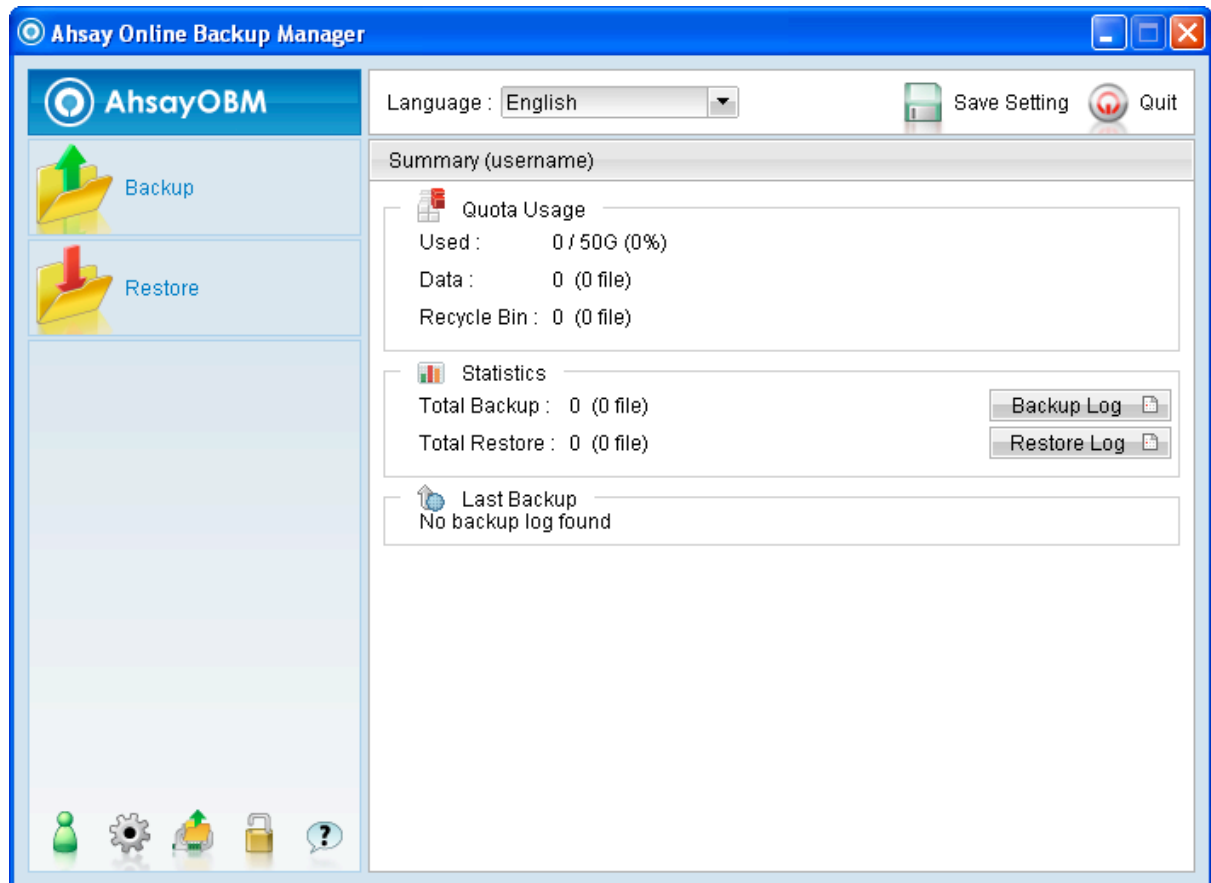 Ahsay Online Backup Manager
AhsayOBM
Backup
Restore
Language : English
Save Setting
Quit
Summary (username)
Quota Usage
Used : 0 / 50G (0%)
Data : 0 (0 file)
Recycle Bin : 0 (0 file)
Statistics
Total Backup : 0 (0 file)
Backup Log
Total Restore : 0 (0 file)
Restore Log
Last Backup
No backup log found